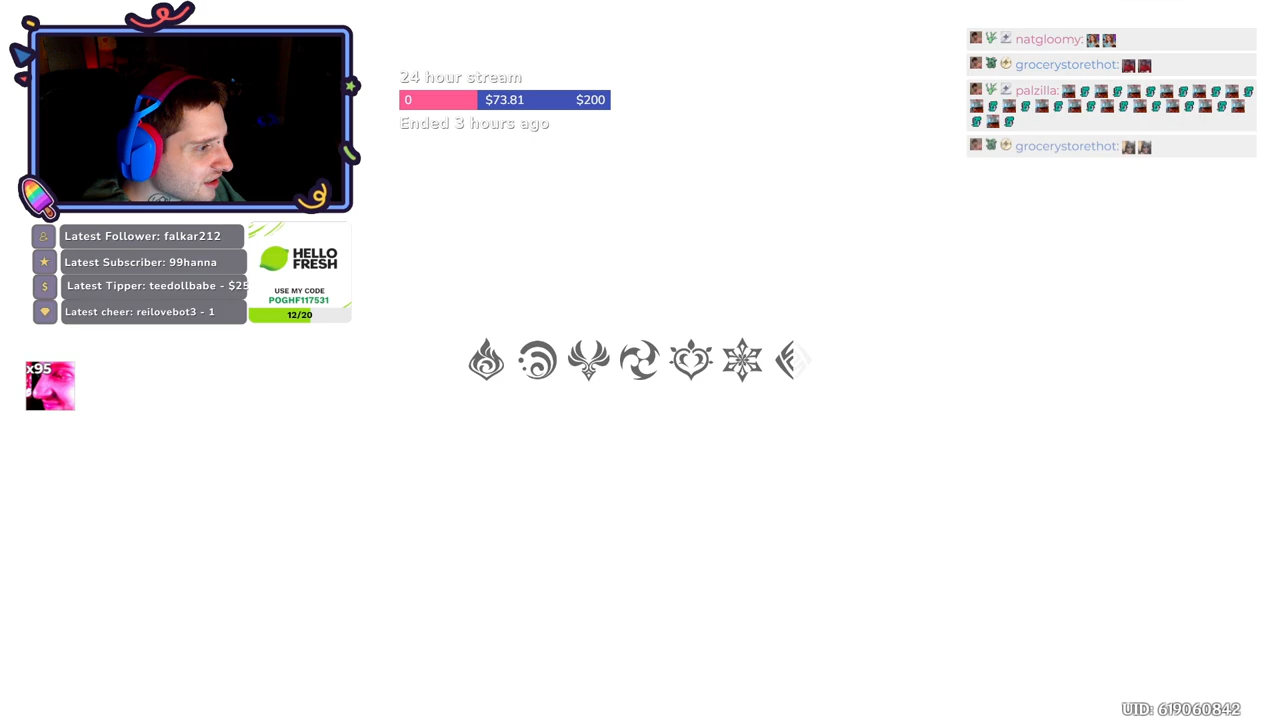 natgloomy:
grocerystorethot:
palzilla:
grocerystorethot:
24 hour stream
0 $73.81 $200
Ended 3 hours ago
Latest Follower: falkar212
Latest Subscriber: 99hanna
Latest Tipper: teedollbabe - $25
Latest cheer: reilovebot3 - 1
HELLO
FRESH
USE MY CODE
POGHF117531
12/20
x95
UID: 619060842